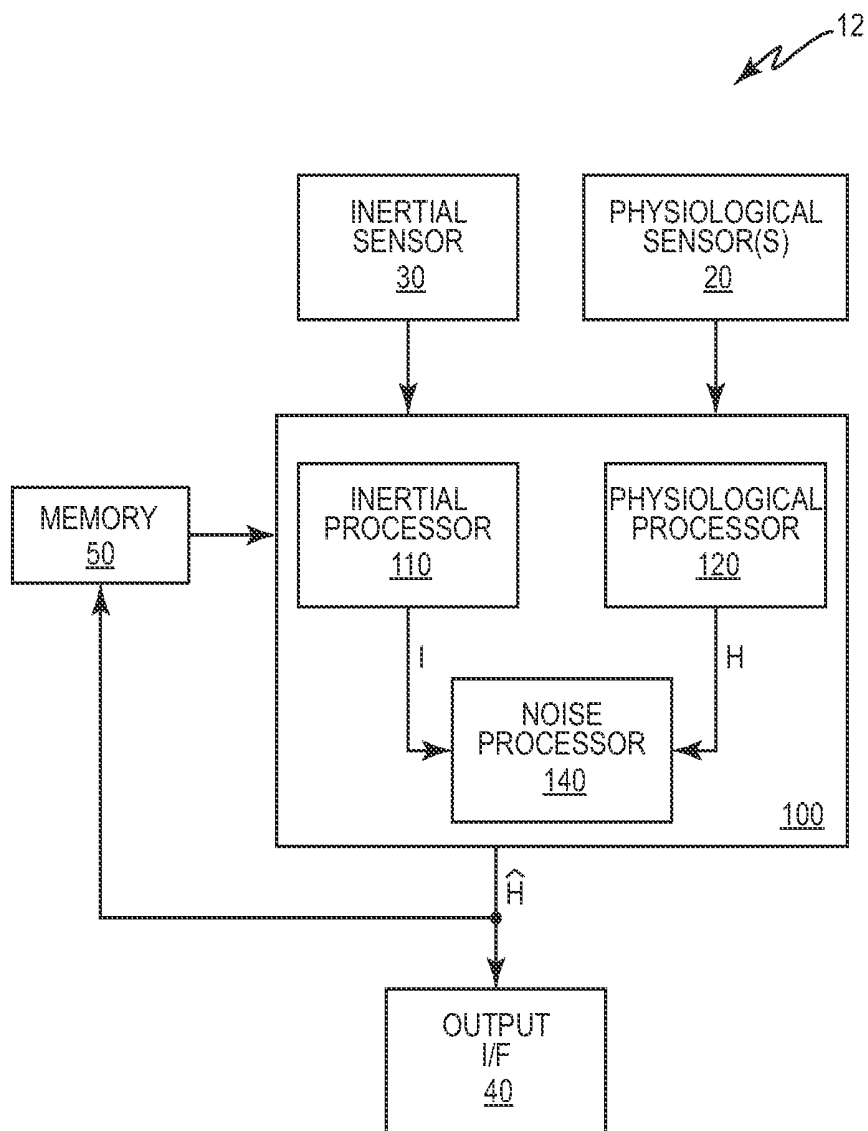 12
INERTIAL
SENSOR
30
PHYSIOLOGICAL
SENSOR(S)
20
MEMORY
50
INERTIAL
PROCESSOR
110
PHYSIOLOGICAL
PROCESSOR
120
I
H
NOISE
PROCESSOR
140
100
Ĥ
OUTPUT
I/F
40